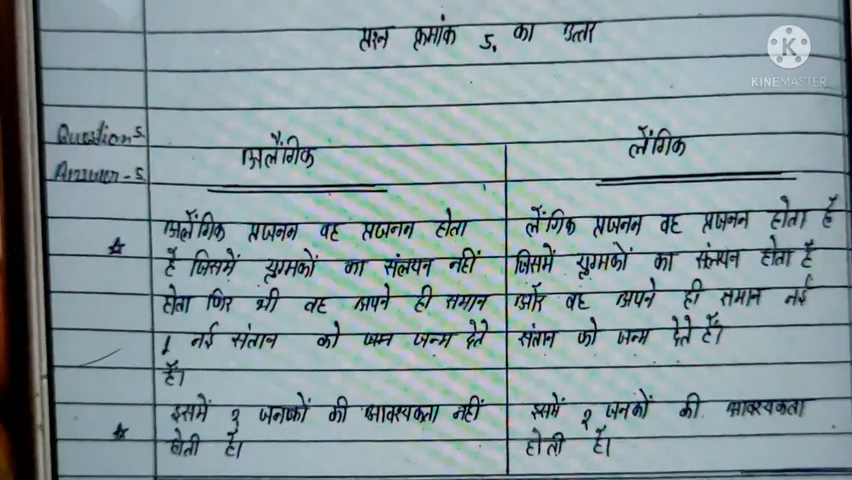 प्रश्न क्रमांक 5. का उत्तर
KINEMASTER
Question 5.
Answer - 5.
अलैंगिक
अलैंगिक प्रजनन वह प्रजनन होता
है जिसमें युग्मकों का संलयन नहीं
होता फिर भी वह अपने ही समान
नई संतान को जन्म देते
है।
इसमें 2 जनकों की आवश्यकता नहीं
होती है।
लैंगिक
लैंगिक प्रजनन वह प्रजनन होता है
जिसमें युग्मकों का संलयन होता है
और वह अपने ही समान नई
संतान को जन्म देते है।
इसमें 2 जनकों की आवश्यकता
होती है।